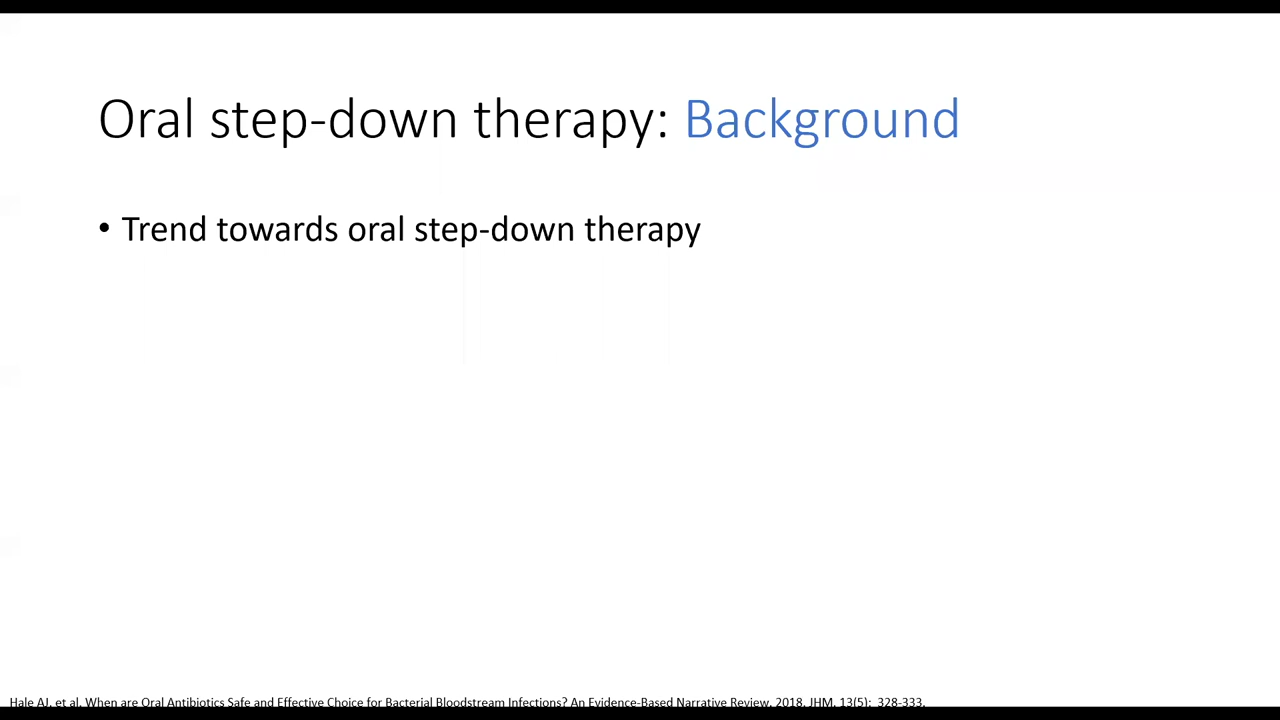 Oral step-down therapy: Background
• Trend towards oral step-down therapy
Hale AJ, et al. When are Oral Antibiotics Safe and Effective Choice for Bacterial Bloodstream Infections? An Evidence-Based Narrative Review. 2018. JHM. 13(5): 328-333.